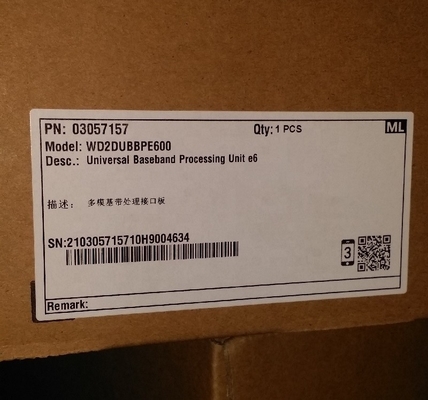 PN: 03057157 Qty: 1 PCS ML
Model: WD2DUBBPE600
Desc.: Universal Baseband Processing Unit e6
描述: 多模基带处理接口板
SN:210305715710H9004634
3
Remark: